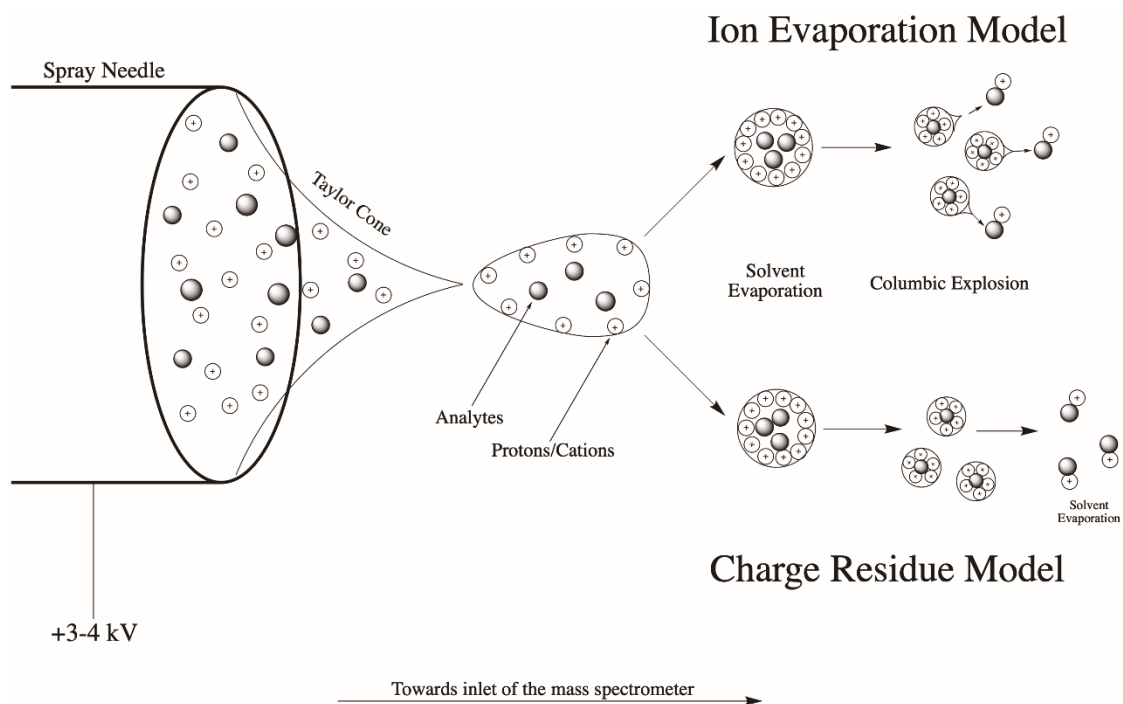 Ion Evaporation Model
Spray Needle
Taylor Cone
Solvent
Evaporation
Columbic Explosion
Analytes
Protons/Cations
Solvent
Evaporation
Charge Residue Model
+3-4 kV
Towards inlet of the mass spectrometer